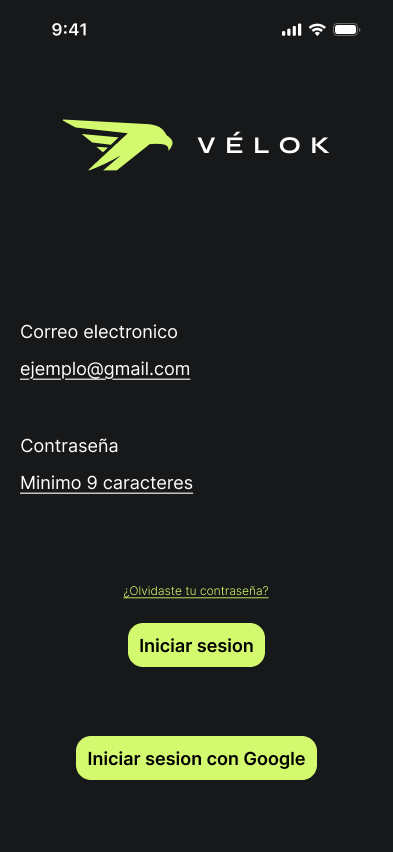 9:41
VÉLOK
Correo electronico
ejemplo@gmail.com
Contraseña
Minimo 9 caracteres
¿Olvidaste tu contraseña?
Iniciar sesion
Iniciar sesion con Google